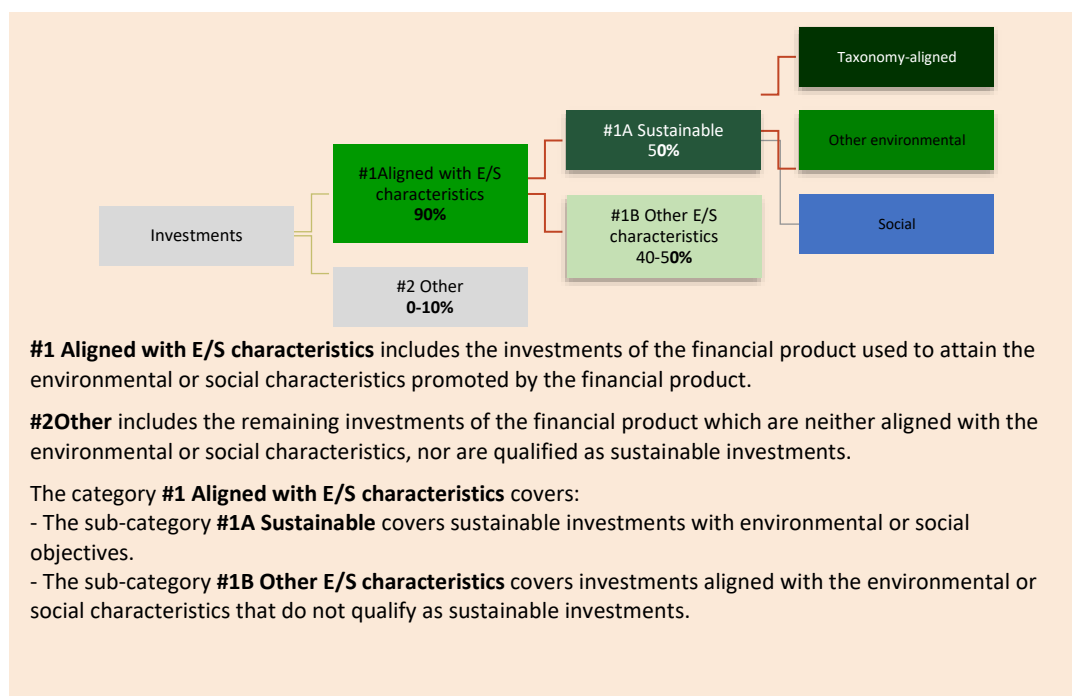 Taxonomy-aligned
#1A Sustainable
50%
Other environmental
#1Aligned with E/S
characteristics
90%
#1B Other E/S
characteristics
40-50%
Social
Investments
#2 Other
0-10%
#1 Aligned with E/S characteristics includes the investments of the financial product used to attain the
environmental or social characteristics promoted by the financial product.
#2Other includes the remaining investments of the financial product which are neither aligned with the
environmental or social characteristics, nor are qualified as sustainable investments.
The category #1 Aligned with E/S characteristics covers:
- The sub-category #1A Sustainable covers sustainable investments with environmental or social
objectives.
- The sub-category #1B Other E/S characteristics covers investments aligned with the environmental or
social characteristics that do not qualify as sustainable investments.